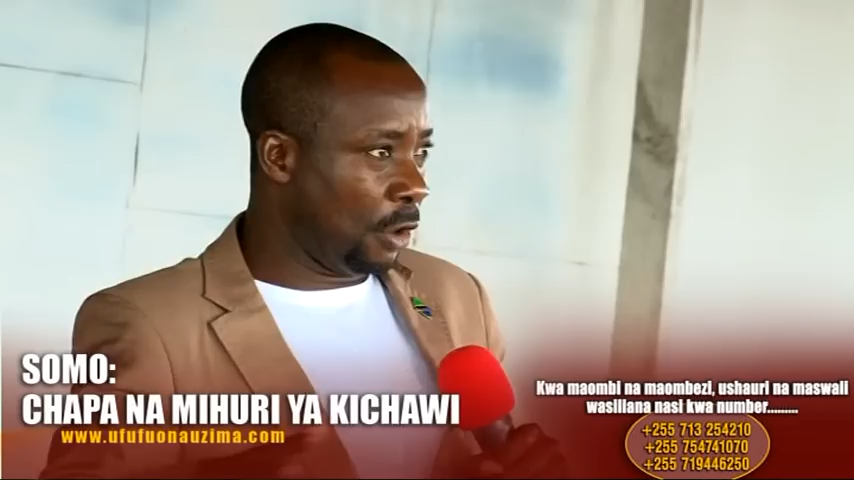 SOMO:
CHAPA NA MIHURI YA KICHAWI
www.ufufuonauzima.com
Kwa maombi na maombezi, ushauri na maswali
wasiliana nasi kwa number..........
+255 713 254210
+255 754741070
+255 719446250